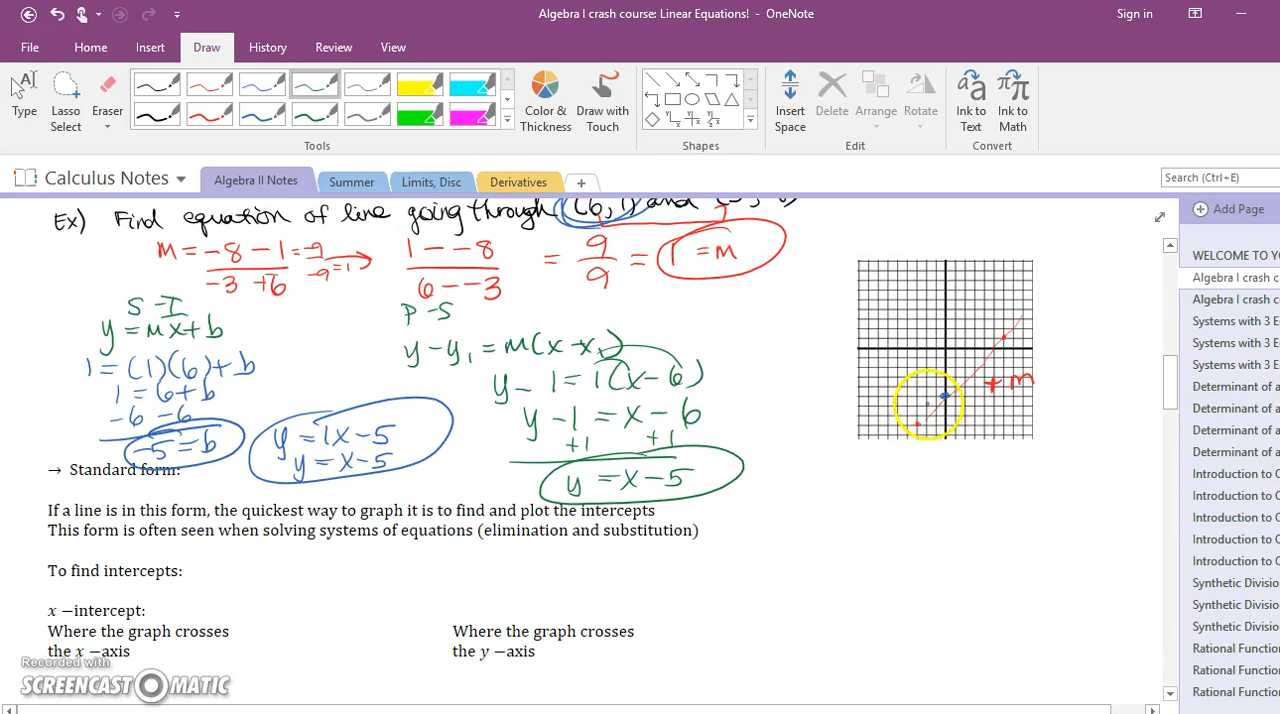 Algebra I crash course: Linear Equations! - OneNote
Sign in
File Home Insert Draw History Review View
Type
Lasso Select
Eraser
Color & Thickness
Draw with Touch
Insert Space
Delete
Arrange
Rotate
Ink to Text
Ink to Math
Tools Shapes Edit Convert
Calculus Notes
Algebra II Notes Summer Limits, Disc Derivatives
Search (Ctrl+E)
Add Page
WELCOME TO Y
Algebra I crash c
Algebra I crash c
Systems with 3 E
Systems with 3 E
Systems with 3 E
Determinant of a
Determinant of a
Determinant of a
Determinant of a
Introduction to C
Introduction to C
Introduction to C
Introduction to C
Synthetic Division
Synthetic Divisio
Synthetic Divisio
Rational Functio
Rational Function
Rational Functi
Ex) Find equation of line going through (6, 1) and
m = -8 - 1 = -9
-3 +6 -9 = 1
1 - -8
6 - -3
= 9
9
= 1 = m
S - I
y = mx + b
1 = (1)(6) + b
1 = 6 + b
-6 -6
-5 = b
y = 1x - 5
y = x - 5
P - S
y - y1 = m(x - x1)
y - 1 = 1(x - 6)
y - 1 = x - 6
+1 +1
y = x - 5
+ m
→ Standard form:
If a line is in this form, the quickest way to graph it is to find and plot the intercepts
This form is often seen when solving systems of equations (elimination and substitution)
To find intercepts:
x −intercept:
Where the graph crosses
the x −axis
Where the graph crosses
the y −axis
Recorded with
SCREENCAST MATIC